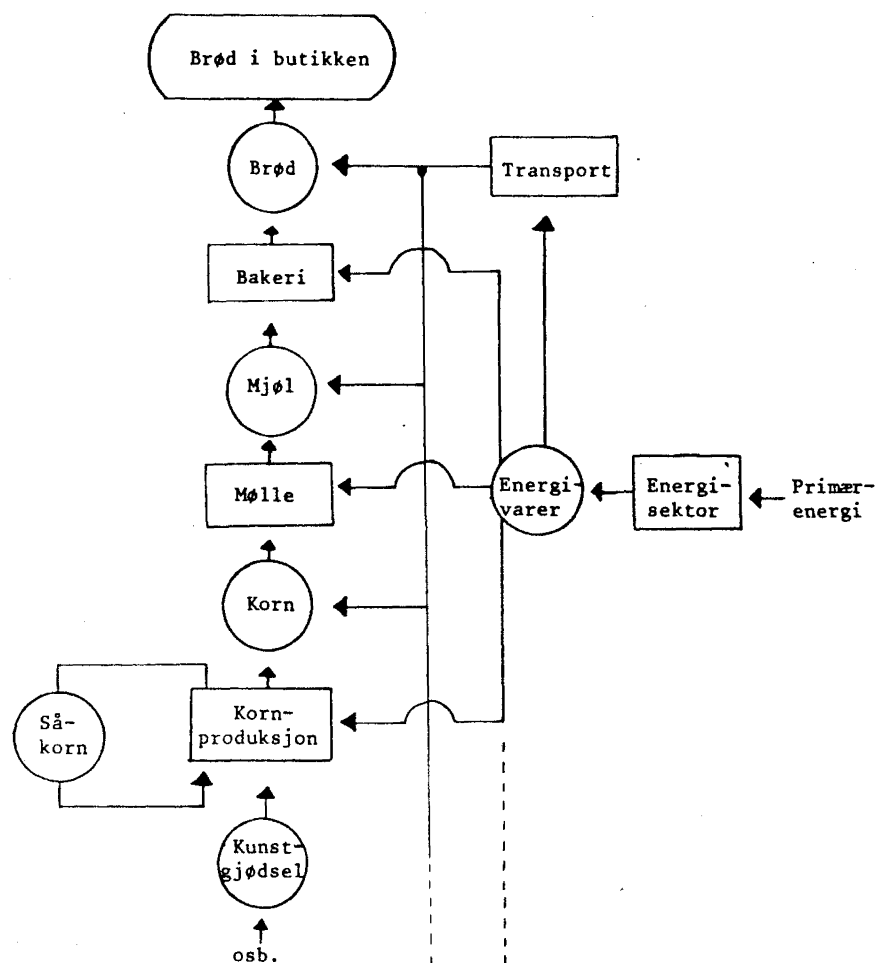 Brød i butikken
Brød
Transport
Bakeri
Mjøl
Mølle
Energi-
varer
Energi-
sektor
Primær-
energi
Korn
Korn-
produksjon
Så-
korn
Kunst-
gjødsel
osb.